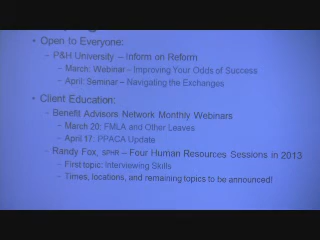 • Open to Everyone:
– P&H University – Inform on Reform
– March: Webinar – Improving Your Odds of Success
– April: Seminar – Navigating the Exchanges
• Client Education:
– Benefit Advisors Network Monthly Webinars
– March 20: FMLA and Other Leaves
– April 17: PPACA Update
– Randy Fox, SPHR – Four Human Resources Sessions in 2013
– First topic: Interviewing Skills
– Times, locations, and remaining topics to be announced!